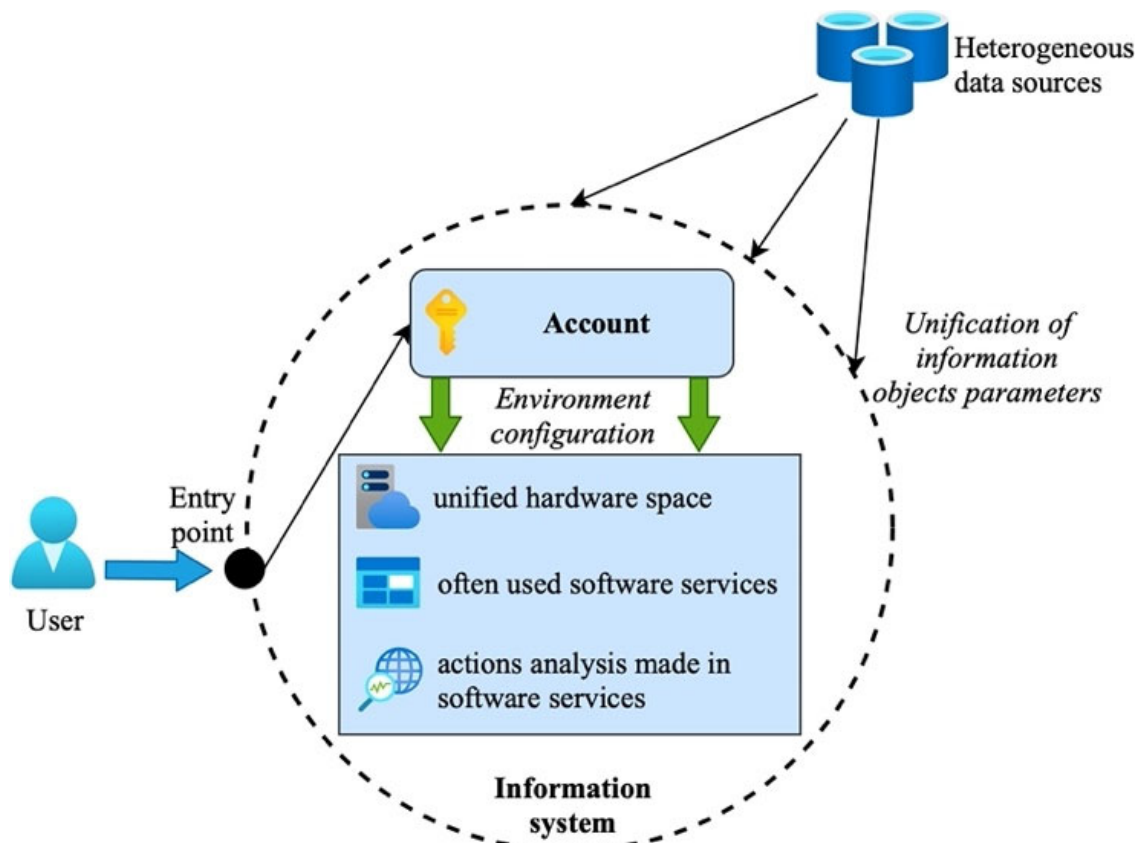 Heterogeneous
data sources
Account
Unification of
information
objects parameters
Environment
configuration
unified hardware space
Entry
point
often used software services
User
actions analysis made in
software services
Information
system